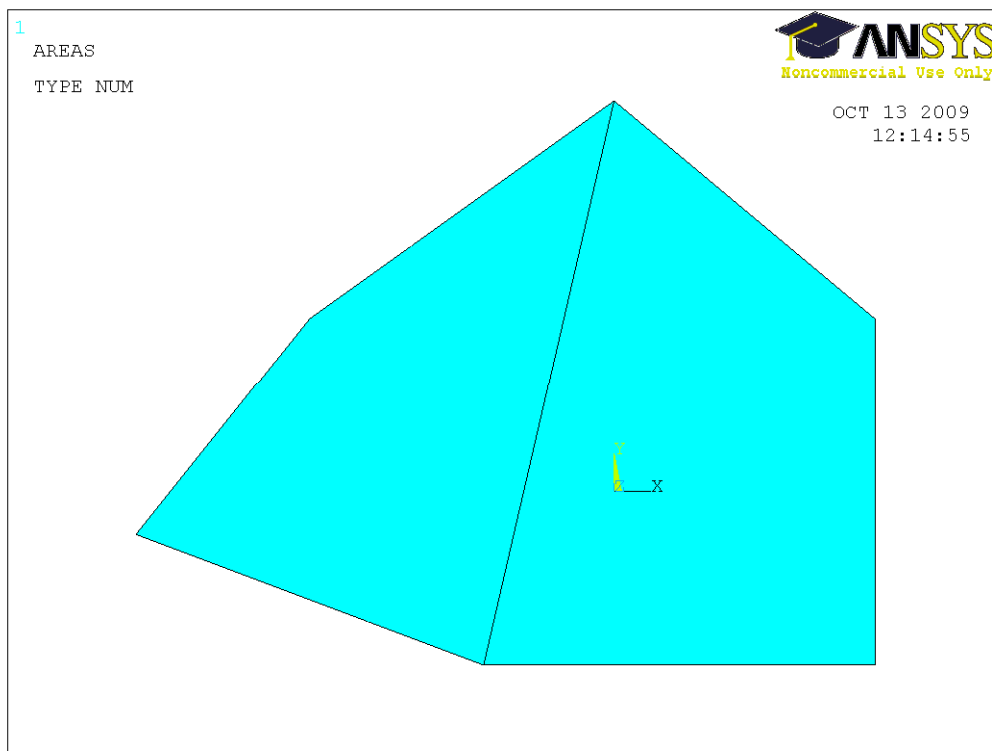 1
AREAS
TYPE NUM
ANSYS
Noncommercial Use Only
OCT 13 2009
12:14:55
Y
Z X